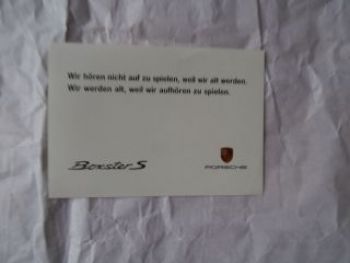 Wir hören nicht auf zu spielen, weil wir alt werden.
Wir werden alt, weil wir aufhören zu spielen.
Boxster S
PORSCHE